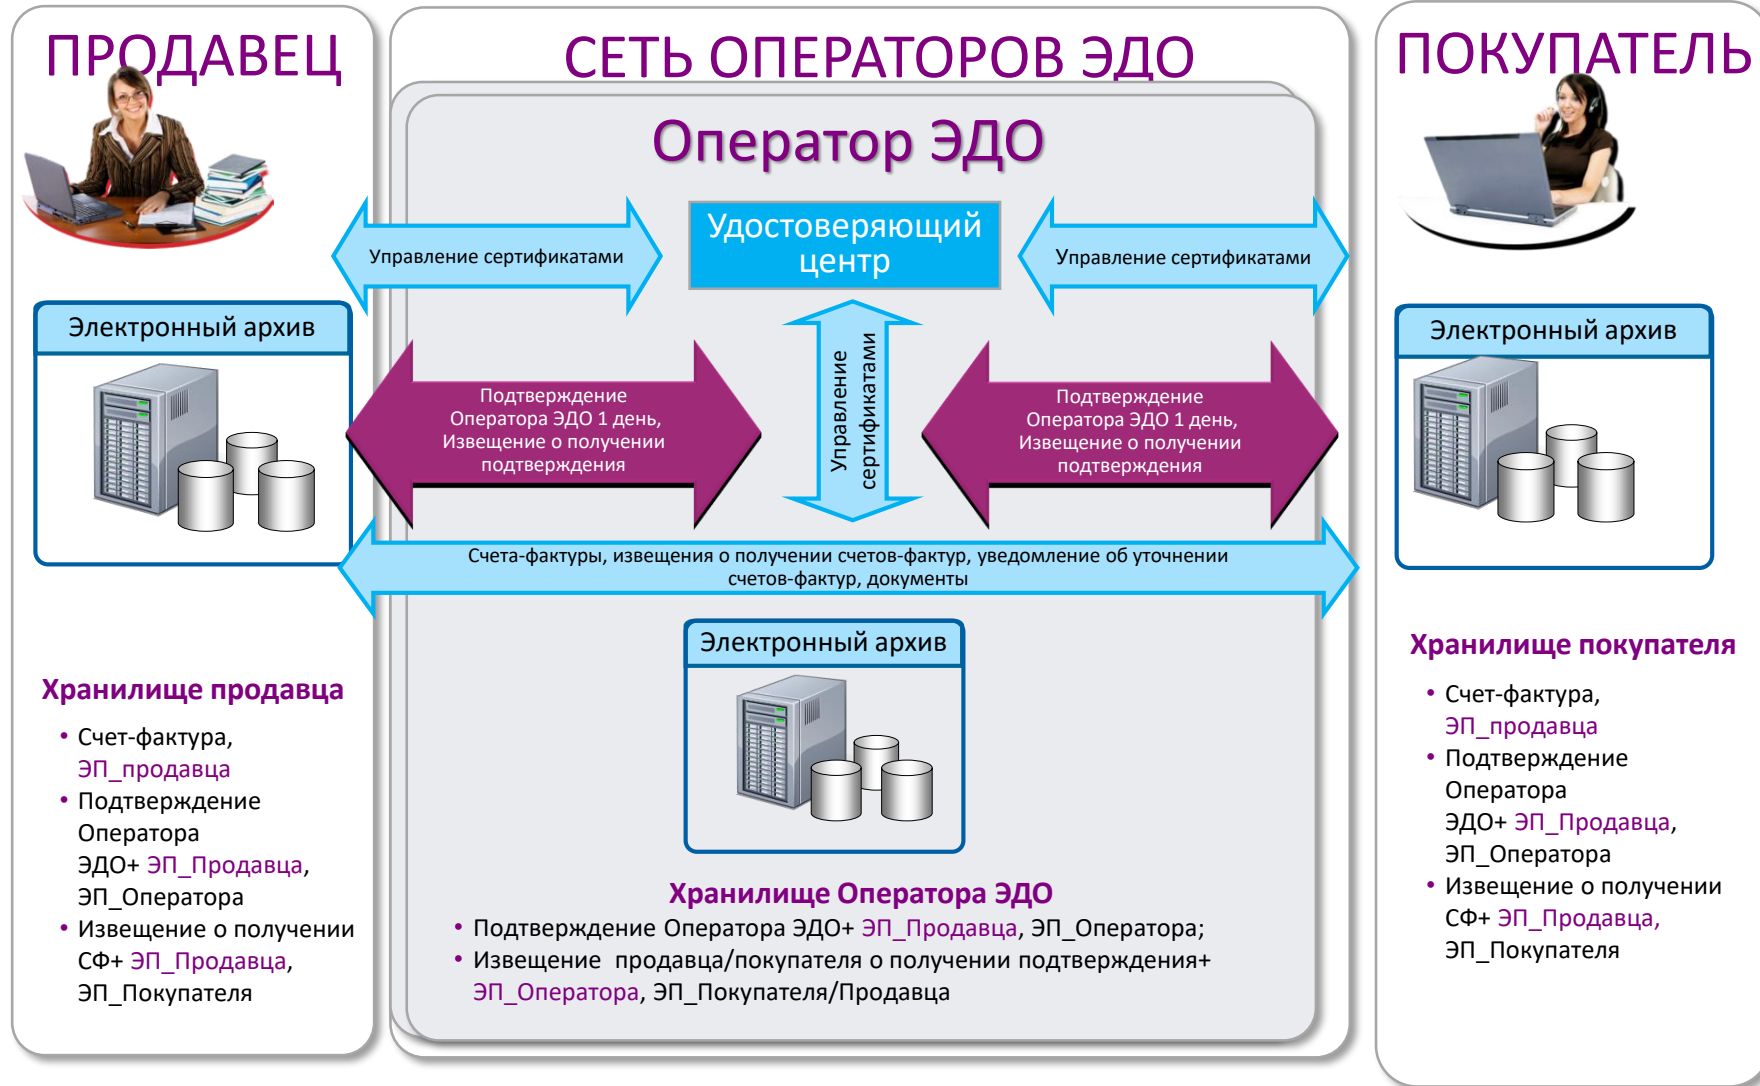 ПРОДАВЕЦ
СЕТЬ ОПЕРАТОРОВ ЭДО
ПОКУПАТЕЛЬ
Оператор ЭДО
Удостоверяющий
центр
Управление сертификатами
Управление сертификатами
Управление
сертификатами
Электронный архив
Электронный архив
Подтверждение
Оператора ЭДО 1 день,
Извещение о получении
подтверждения
Подтверждение
Оператора ЭДО 1 день,
Извещение о получении
подтверждения
Счета-фактуры, извещения о получении счетов-фактур, уведомление об уточнении
счетов-фактур, документы
Электронный архив
Хранилище продавца
• Счет-фактура,
ЭП_продавца
• Подтверждение
Оператора
ЭДО+ ЭП_Продавца,
ЭП_Оператора
• Извещение о получении
СФ+ ЭП_Продавца,
ЭП_Покупателя
Хранилище Оператора ЭДО
• Подтверждение Оператора ЭДО+ ЭП_Продавца, ЭП_Оператора;
• Извещение продавца/покупателя о получении подтверждения+
ЭП_Оператора, ЭП_Покупателя/Продавца
Хранилище покупателя
• Счет-фактура,
ЭП_продавца
• Подтверждение
Оператора
ЭДО+ ЭП_Продавца,
ЭП_Оператора
• Извещение о получении
СФ+ ЭП_Продавца,
ЭП_Покупателя